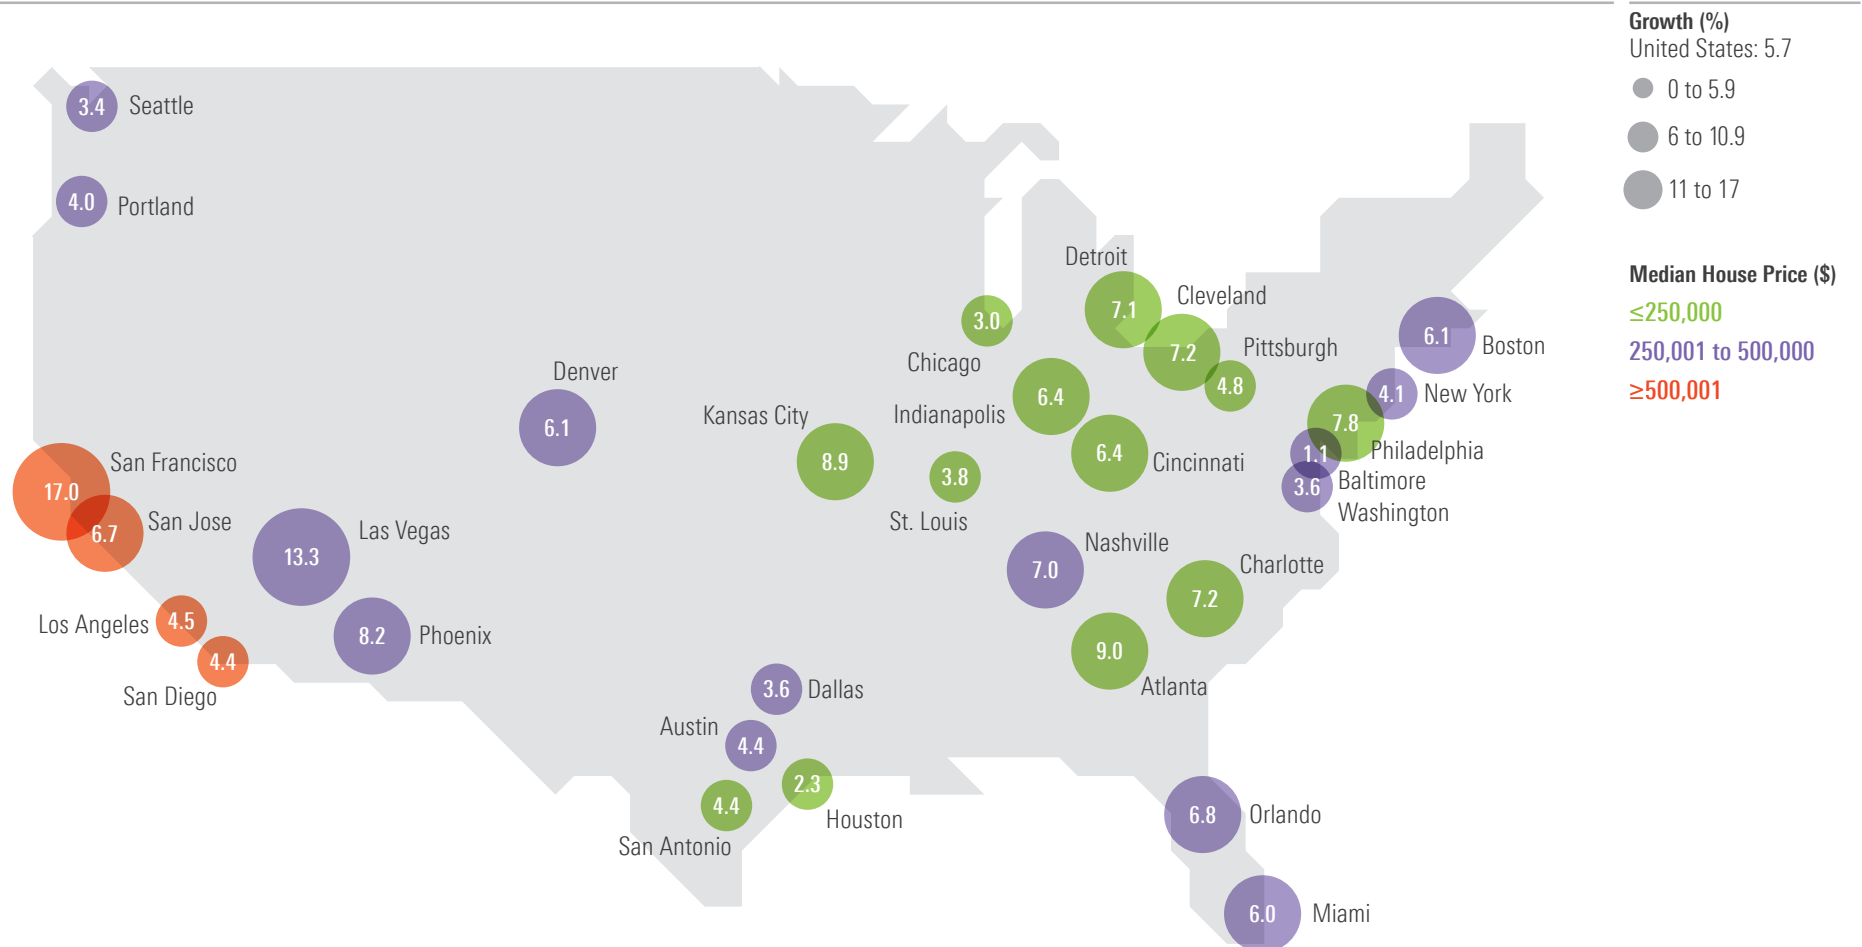 Growth (%)
United States: 5.7
0 to 5.9
6 to 10.9
11 to 17
Median House Price ($)
≤250,000
250,001 to 500,000
≥500,001
3.4 Seattle
4.0 Portland
Detroit
7.1
Cleveland
7.2
Pittsburgh
4.8
3.0
Chicago
6.1 Boston
4.1 New York
7.8
Philadelphia
1.1
Baltimore
3.6
Washington
Denver
6.1
Kansas City
8.9
Indianapolis
6.4
6.4 Cincinnati
3.8
St. Louis
San Francisco
17.0
San Jose
6.7
Las Vegas
13.3
Nashville
7.0
Charlotte
7.2
Los Angeles 4.5
4.4
San Diego
8.2 Phoenix
9.0
Atlanta
3.6 Dallas
Austin
4.4
2.3
Houston
4.4
San Antonio
6.8 Orlando
6.0 Miami